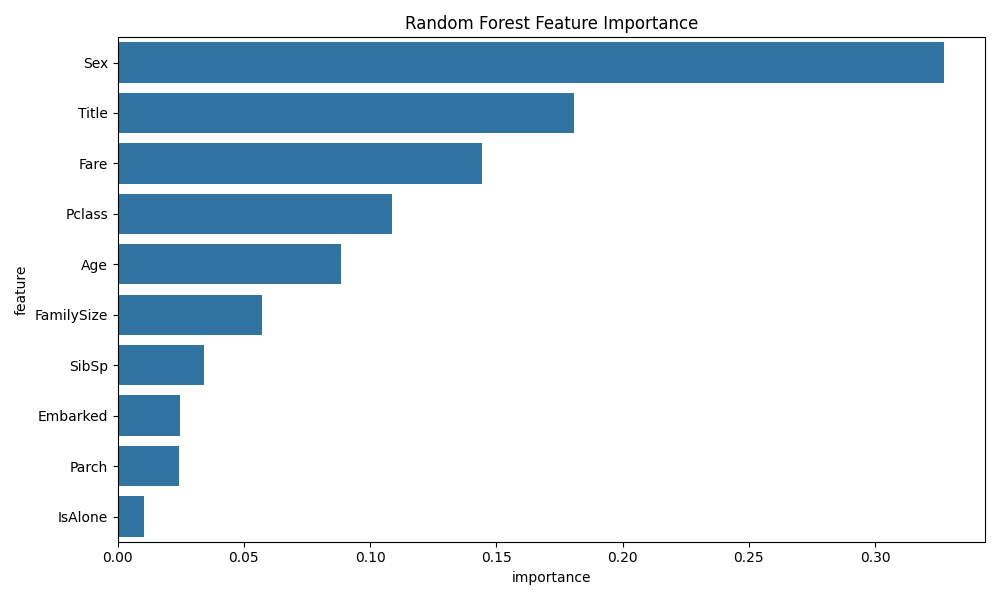 Random Forest Feature Importance
feature
Sex
Title
Fare
Pclass
Age
FamilySize
SibSp
Embarked
Parch
IsAlone
0.00 0.05 0.10 0.15 0.20 0.25 0.30
importance